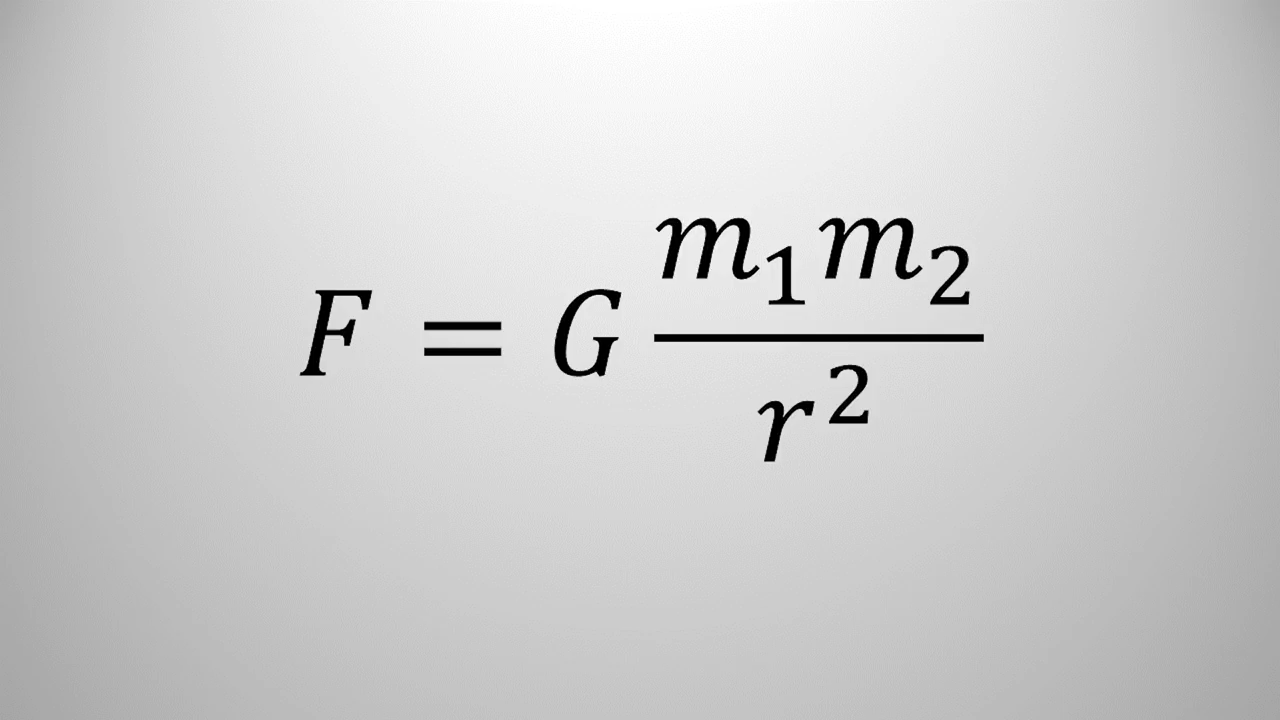 F = G m₁m₂ / r²